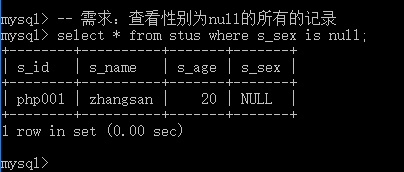 mysql> -- 需求：查看性别为null的所有的记录
mysql> select * from stus where s_sex is null;
+--------+----------+-------+-------+
| s_id   | s_name   | s_age | s_sex |
+--------+----------+-------+-------+
| php001 | zhangsan |    20 | NULL  |
+--------+----------+-------+-------+
1 row in set (0.00 sec)
mysql>